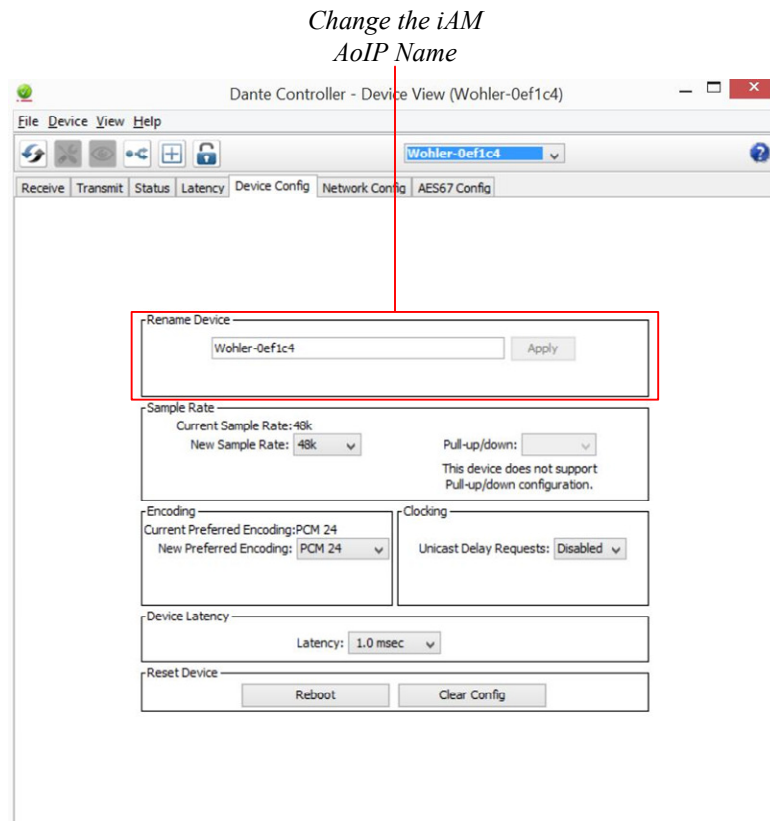 Change the iAM
AoIP Name
Dante Controller - Device View (Wohler-0ef1c4)
File Device View Help
Wohler-0ef1c4
Receive Transmit Status Latency Device Config Network Config AES67 Config
Rename Device
Wohler-0ef1c4 Apply
Sample Rate
Current Sample Rate:48k
New Sample Rate: 48k Pull-up/down:
This device does not support
Pull-up/down configuration.
Encoding Clocking
Current Preferred Encoding:PCM 24
New Preferred Encoding: PCM 24 Unicast Delay Requests: Disabled
Device Latency
Latency: 1.0 msec
Reset Device
Reboot Clear Config